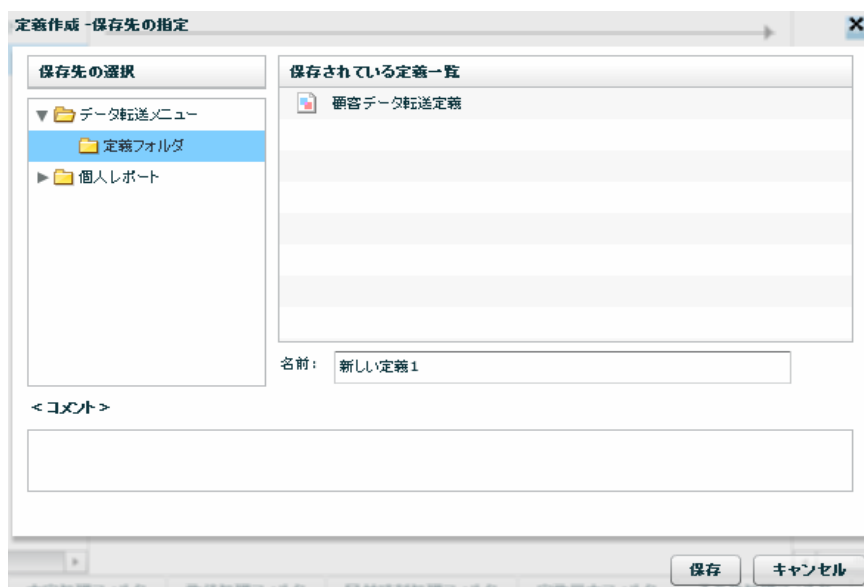 定義作成 -保存先の指定
保存先の選択
データ転送メニュー
定義フォルダ
個人レポート
保存されている定義一覧
顧客データ転送定義
名前:
新しい定義1
<コメント>
保存
キャンセル